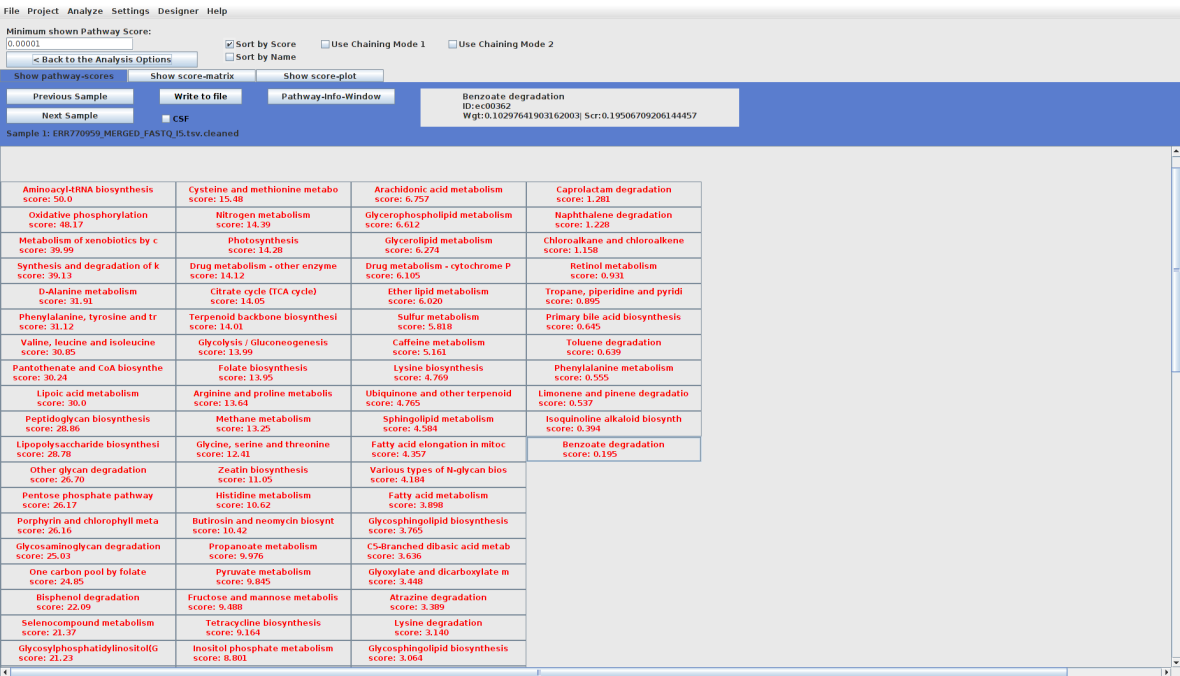 File Project Analyze Settings Designer Help
Minimum shown Pathway Score:
0.00001
Sort by Score
Use Chaining Mode 1
Use Chaining Mode 2
Sort by Name
< Back to the Analysis Options
Show pathway-scores
Show score-matrix
Show score-plot
Previous Sample
Write to file
Pathway-Info-Window
Next Sample
CSF
Benzoate degradation
ID:ec00362
Wgt:0.10297641903162003| Scr:0.19506709206144457
Sample 1: ERR770959_MERGED_FASTQ_I5.tsv.cleaned
Aminoacyl-tRNA biosynthesis
score: 50.0
Oxidative phosphorylation
score: 48.17
Metabolism of xenobiotics by c
score: 39.99
Synthesis and degradation of k
score: 39.13
D-Alanine metabolism
score: 31.91
Phenylalanine, tyrosine and tr
score: 31.12
Valine, leucine and isoleucine
score: 30.85
Pantothenate and CoA biosynthe
score: 30.24
Lipoic acid metabolism
score: 30.0
Peptidoglycan biosynthesis
score: 28.86
Lipopolysaccharide biosynthesi
score: 28.78
Other glycan degradation
score: 26.70
Pentose phosphate pathway
score: 26.17
Porphyrin and chlorophyll meta
score: 26.16
Glycosaminoglycan degradation
score: 25.03
One carbon pool by folate
score: 24.85
Bisphenol degradation
score: 22.09
Selenocompound metabolism
score: 21.37
Glycosylphosphatidylinositol(G
score: 21.23
Cysteine and methionine metabo
score: 15.48
Nitrogen metabolism
score: 14.39
Photosynthesis
score: 14.28
Drug metabolism - other enzyme
score: 14.12
Citrate cycle (TCA cycle)
score: 14.05
Terpenoid backbone biosynthesi
score: 14.01
Glycolysis / Gluconeogenesis
score: 13.99
Folate biosynthesis
score: 13.95
Arginine and proline metabolis
score: 13.64
Methane metabolism
score: 13.25
Glycine, serine and threonine
score: 12.41
Zeatin biosynthesis
score: 11.05
Histidine metabolism
score: 10.62
Butirosin and neomycin biosynt
score: 10.42
Propanoate metabolism
score: 9.976
Pyruvate metabolism
score: 9.845
Fructose and mannose metabolis
score: 9.488
Tetracycline biosynthesis
score: 9.164
Inositol phosphate metabolism
score: 8.801
Arachidonic acid metabolism
score: 6.757
Glycerophospholipid metabolism
score: 6.612
Glycerolipid metabolism
score: 6.274
Drug metabolism - cytochrome P
score: 6.105
Ether lipid metabolism
score: 6.020
Sulfur metabolism
score: 5.818
Caffeine metabolism
score: 5.161
Lysine biosynthesis
score: 4.769
Ubiquinone and other terpenoid
score: 4.765
Sphingolipid metabolism
score: 4.584
Fatty acid elongation in mitoc
score: 4.357
Various types of N-glycan bios
score: 4.184
Fatty acid metabolism
score: 3.898
Glycosphingolipid biosynthesis
score: 3.765
C5-Branched dibasic acid metab
score: 3.636
Glyoxylate and dicarboxylate m
score: 3.448
Atrazine degradation
score: 3.389
Lysine degradation
score: 3.140
Glycosphingolipid biosynthesis
score: 3.064
Caprolactam degradation
score: 1.281
Naphthalene degradation
score: 1.228
Chloroalkane and chloroalkene
score: 1.158
Retinol metabolism
score: 0.931
Tropane, piperidine and pyridi
score: 0.895
Primary bile acid biosynthesis
score: 0.645
Toluene degradation
score: 0.639
Phenylalanine metabolism
score: 0.555
Limonene and pinene degradatio
score: 0.537
Isoquinoline alkaloid biosynth
score: 0.394
Benzoate degradation
score: 0.195